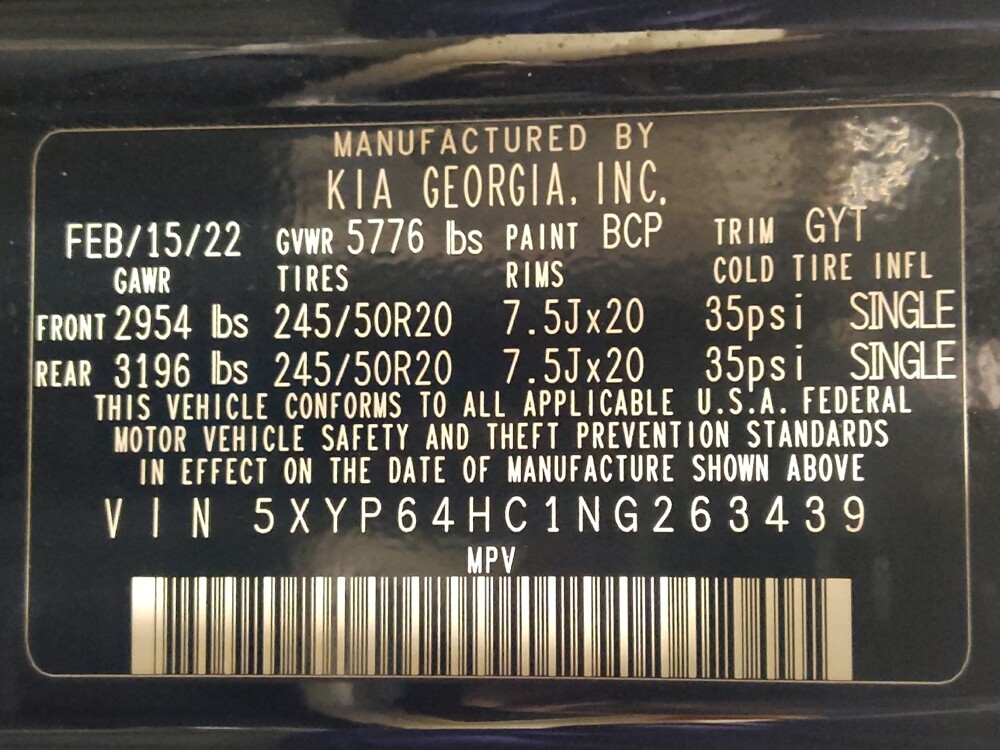 MANUFACTURED BY
KIA GEORGIA, INC.
FEB/15/22 GVWR 5776 lbs PAINT BCP TRIM GYT
GAWR TIRES RIMS COLD TIRE INFL
FRONT 2954 lbs 245/50R20 7.5Jx20 35psi SINGLE
REAR 3196 lbs 245/50R20 7.5Jx20 35psi SINGLE
THIS VEHICLE CONFORMS TO ALL APPLICABLE U.S.A. FEDERAL
MOTOR VEHICLE SAFETY AND THEFT PREVENTION STANDARDS
IN EFFECT ON THE DATE OF MANUFACTURE SHOWN ABOVE
VIN 5XYP64HC1NG263439
MPV